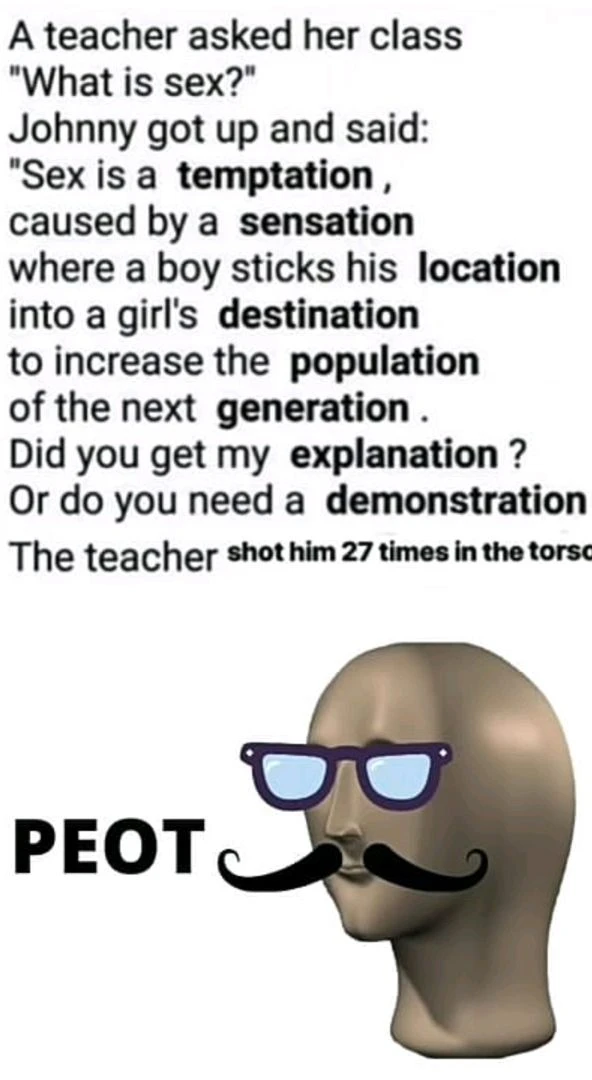 A teacher asked her class
"What is sex?"
Johnny got up and said:
"Sex is a temptation ,
caused by a sensation
where a boy sticks his location
into a girl's destination
to increase the population
of the next generation .
Did you get my explanation ?
Or do you need a demonstration
The teacher shot him 27 times in the torso
PEOT